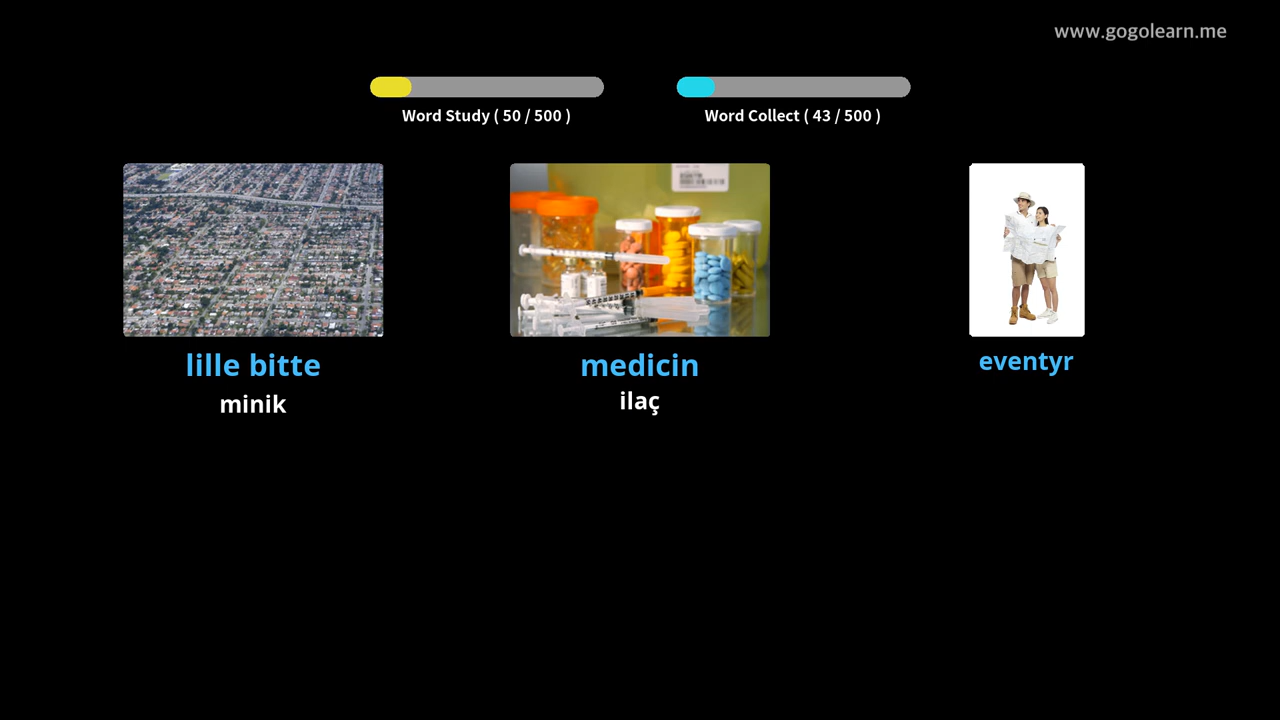 www.gogolearn.me
Word Study ( 50 / 500 )
Word Collect ( 43 / 500 )
lille bitte
minik
medicin
ilaç
eventyr